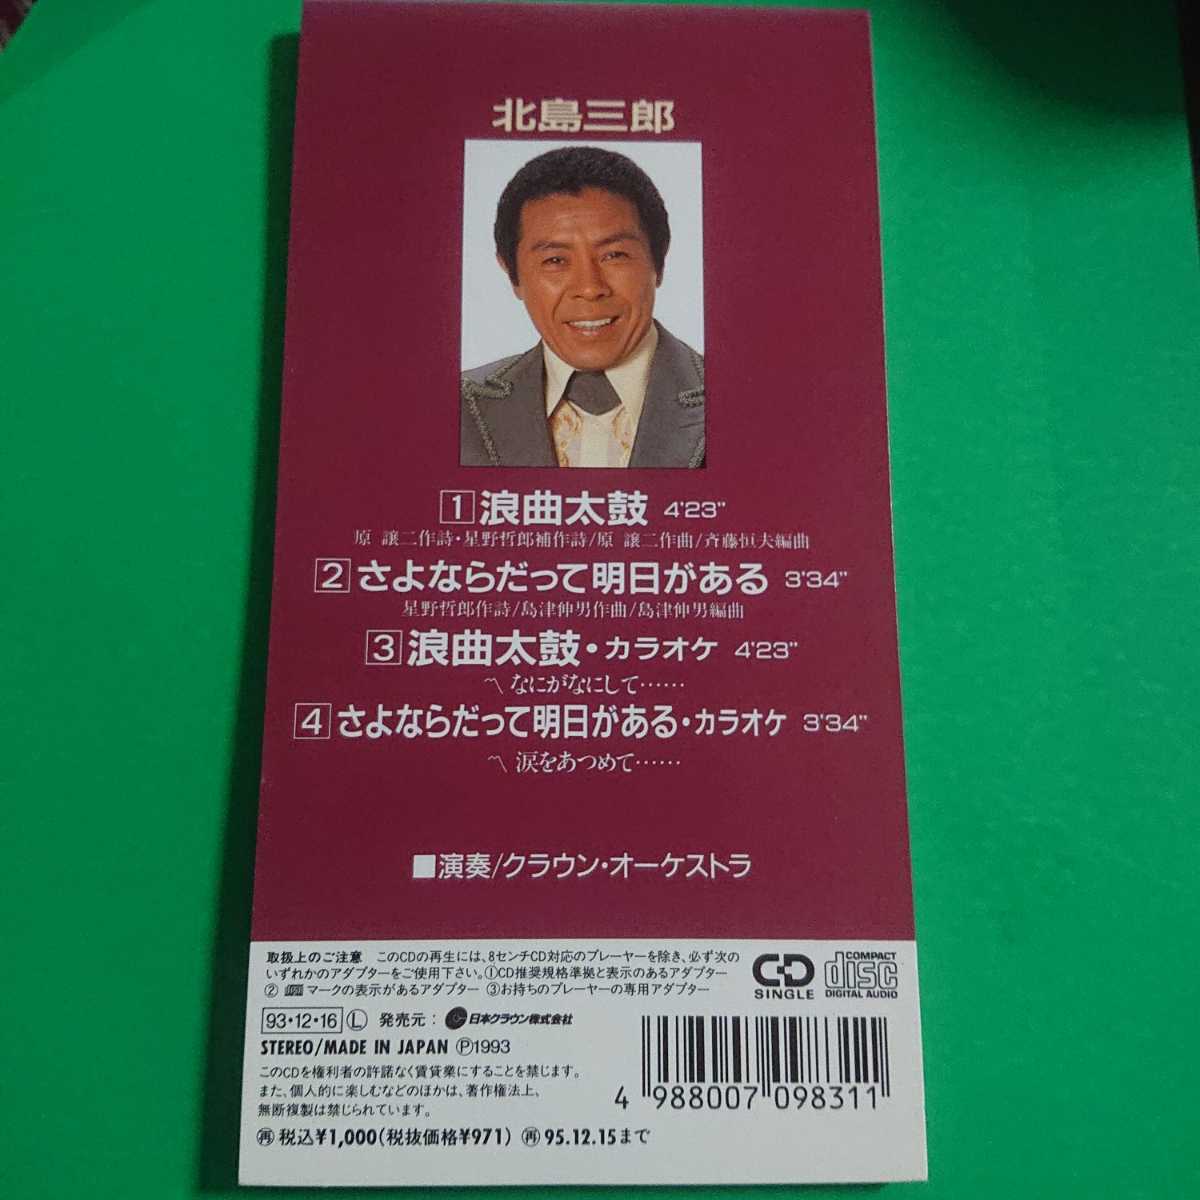 北島三郎
1 浪曲太鼓 4'23"
原 譲二作詩・星野哲郎補作詩/原 譲二作曲/斉藤恒夫編曲
2 さよならだって明日がある 3'34"
星野哲郎作詩/島津伸男作曲/島津伸男編曲
3 浪曲太鼓・カラオケ 4'23"
〽 なにがなにして……
4 さよならだって明日がある・カラオケ 3'34"
〽 涙をあつめて……
■演奏/クラウン・オーケストラ
取扱上のご注意 このCDの再生には、8センチCD対応のプレーヤーを除き、必ず次の
いずれかのアダプターをご使用下さい。①CD推奨規格準拠と表示のあるアダプター
② マークの表示があるアダプター ③お持ちのプレーヤーの専用アダプター
CD SINGLE
COMPACT disc DIGITAL AUDIO
93・12・16 Ⓛ 発売元: 日本クラウン株式会社
STEREO/MADE IN JAPAN Ⓟ1993
このCDを権利者の許諾なく賃貸業にすることを禁じます。
また、個人的に楽しむなどのほかは、著作権法上、
無断複製は禁じられています。
4 988007 098311
㊢税込¥1,000(税抜価格¥971) ㊢95.12.15まで